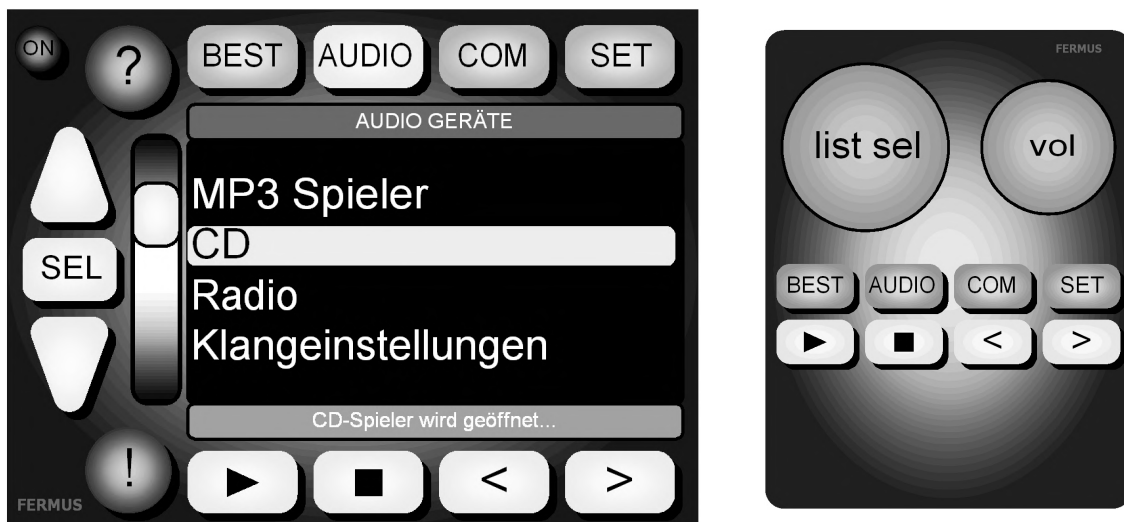 ON
?
BEST AUDIO COM SET
AUDIO GERÄTE
MP3 Spieler
CD
Radio
Klangeinstellungen
SEL
CD-Spieler wird geöffnet...
!
< >
FERMUS
FERMUS
list sel
vol
BEST AUDIO COM SET
< >